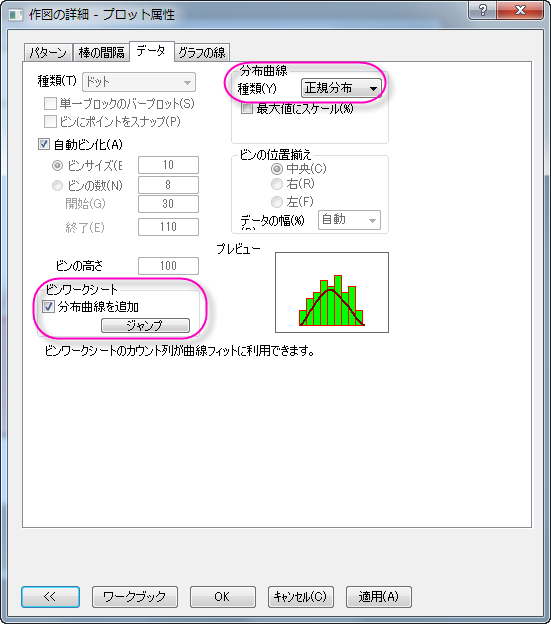 作図の詳細 - プロット属性
パターン 棒の間隔 データ グラフの線
種類(T) ドット
単一ブロックのバープロット(S)
ビンにポイントをスナップ(P)
自動ビン化(A)
ビンサイズ(E 10
ビンの数(N) 8
開始(G) 30
終了(E) 110
ビンの高さ 100
ビンワークシート
分布曲線を追加
ジャンプ
ビンワークシートのカウント列が曲線フィットに利用できます。
分布曲線
種類(Y) 正規分布
最大値にスケール(%)
ビンの位置揃え
中央(C)
右(R)
左(F)
データの幅(%) 自動
プレビュー
<< ワークブック OK キャンセル(C) 適用(A)